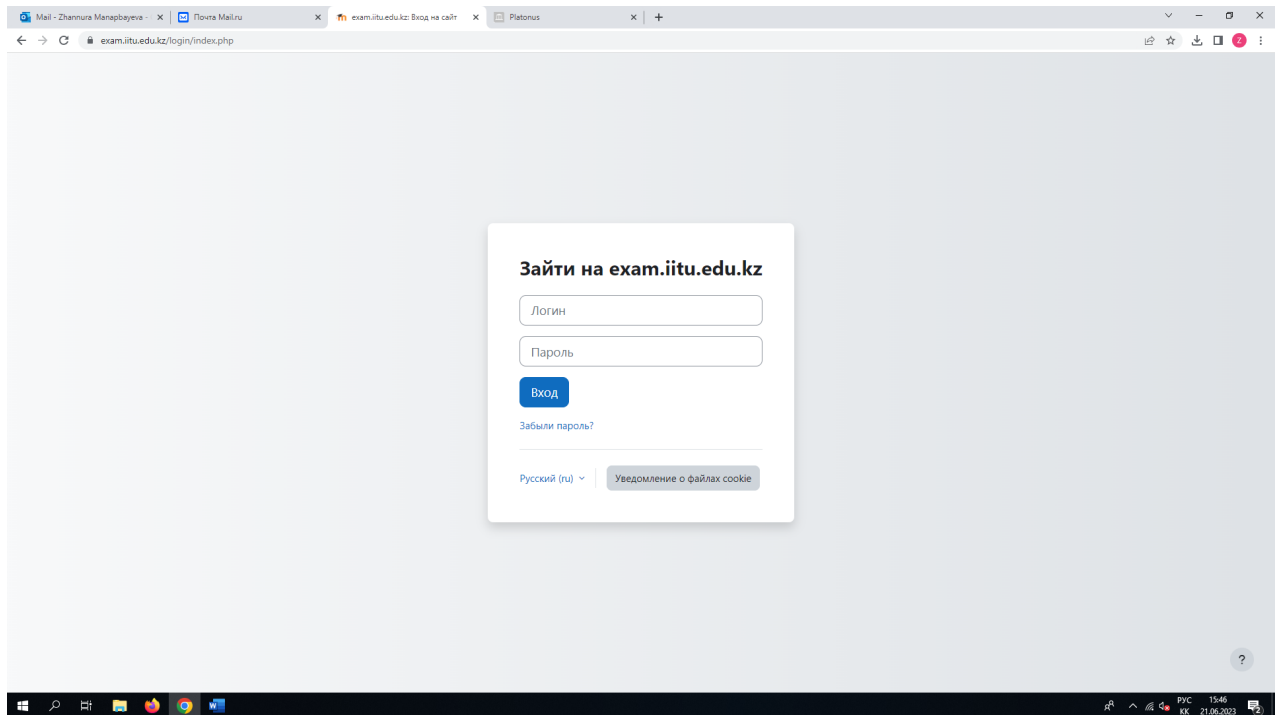 Mail - Zhannura Manapbayeva -
Почта Mail.ru
exam.iitu.edu.kz: Вход на сайт
Platonus
exam.iitu.edu.kz/login/index.php
Z
Зайти на exam.iitu.edu.kz
Логин
Пароль
Вход
Забыли пароль?
Русский (ru)
Уведомление о файлах cookie
?
РУС
КК
15:46
21.06.2023
2